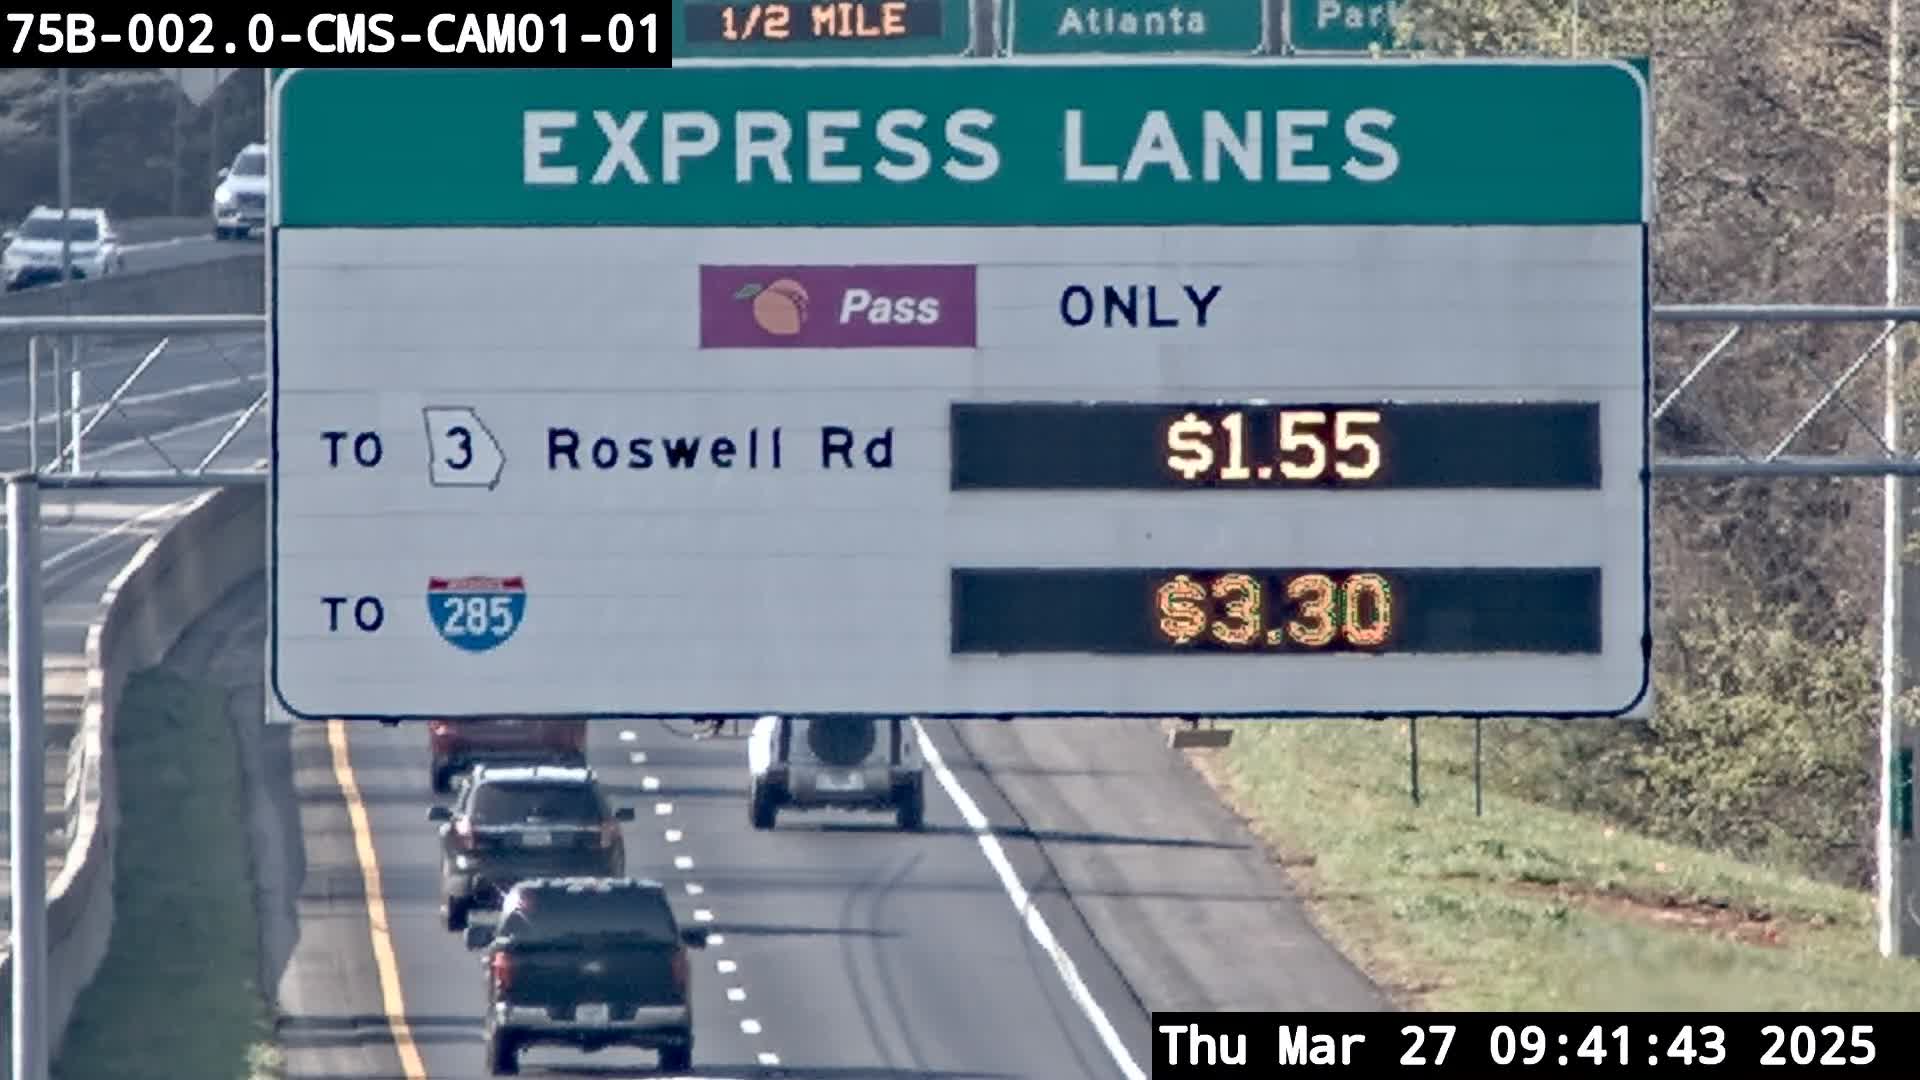 75B-002.0-CMS-CAM01-01
1/2 MILE
Atlanta
EXPRESS LANES
Pass ONLY
TO 3 Roswell Rd $1.55
TO 285 $3.30
Thu Mar 27 09:41:43 2025